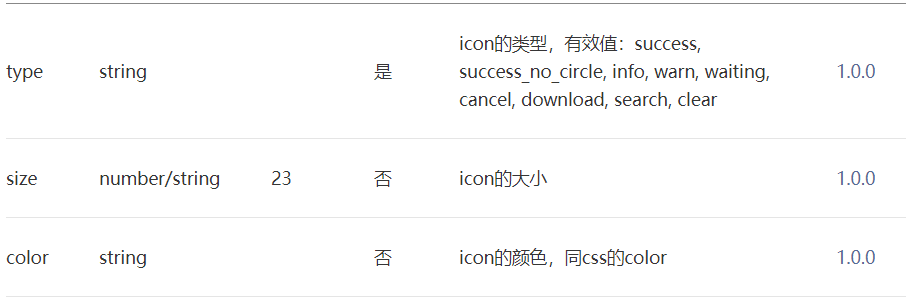 type string 是 icon的类型，有效值：success, success_no_circle, info, warn, waiting, cancel, download, search, clear 1.0.0
size number/string 23 否 icon的大小 1.0.0
color string 否 icon的颜色，同css的color 1.0.0